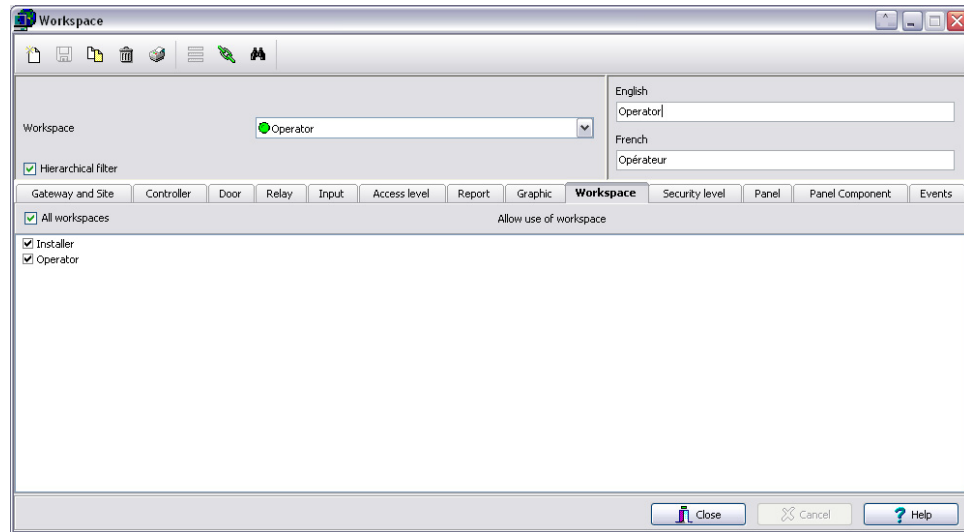 Workspace
English
Operator
Workspace
Operator
French
Opérateur
Hierarchical filter
Gateway and Site Controller Door Relay Input Access level Report Graphic Workspace Security level Panel Panel Component Events
All workspaces Allow use of workspace
Installer
Operator
Close Cancel ? Help